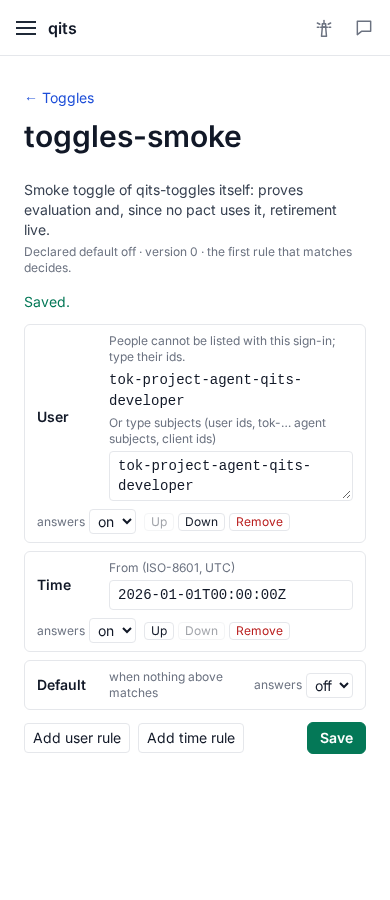 qits
← Toggles
toggles-smoke
Smoke toggle of qits-toggles itself: proves
evaluation and, since no pact uses it, retirement
live.
Declared default off · version 0 · the first rule that matches
decides.
Saved.
User
People cannot be listed with this sign-in;
type their ids.
tok-project-agent-qits-
developer
Or type subjects (user ids, tok-… agent
subjects, client ids)
tok-project-agent-qits-
developer
answers on Up Down Remove
Time
From (ISO-8601, UTC)
2026-01-01T00:00:00Z
answers on Up Down Remove
Default
when nothing above
matches
answers off
Add user rule Add time rule Save